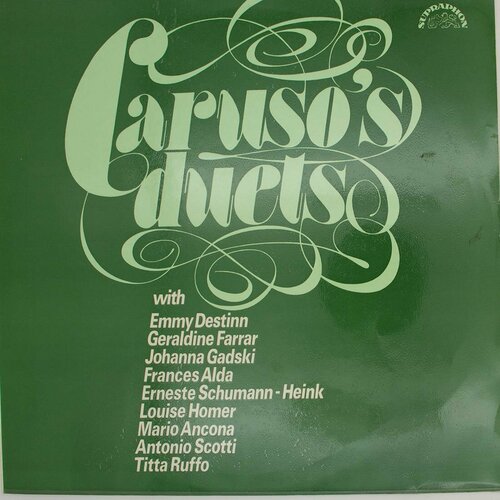 SUPRAPHON
Caruso's
duets
with
Emmy Destinn
Geraldine Farrar
Johanna Gadski
Frances Alda
Erneste Schumann - Heink
Louise Homer
Mario Ancona
Antonio Scotti
Titta Ruffo